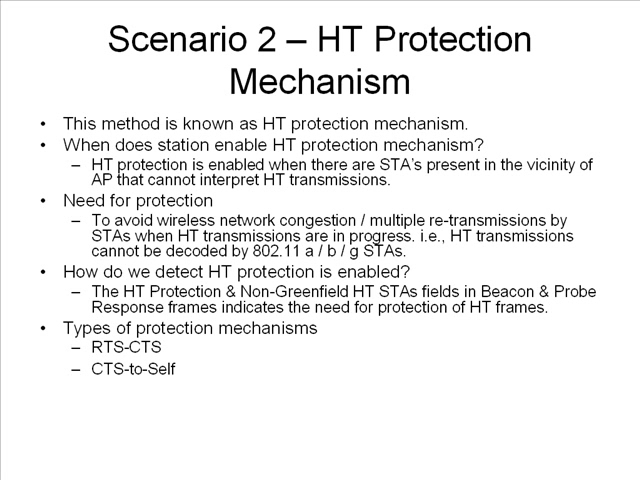 Scenario 2 – HT Protection
Mechanism
• This method is known as HT protection mechanism.
• When does station enable HT protection mechanism?
– HT protection is enabled when there are STA's present in the vicinity of
AP that cannot interpret HT transmissions.
• Need for protection
– To avoid wireless network congestion / multiple re-transmissions by
STAs when HT transmissions are in progress. i.e., HT transmissions
cannot be decoded by 802.11 a / b / g STAs.
• How do we detect HT protection is enabled?
– The HT Protection & Non-Greenfield HT STAs fields in Beacon & Probe
Response frames indicates the need for protection of HT frames.
• Types of protection mechanisms
– RTS-CTS
– CTS-to-Self